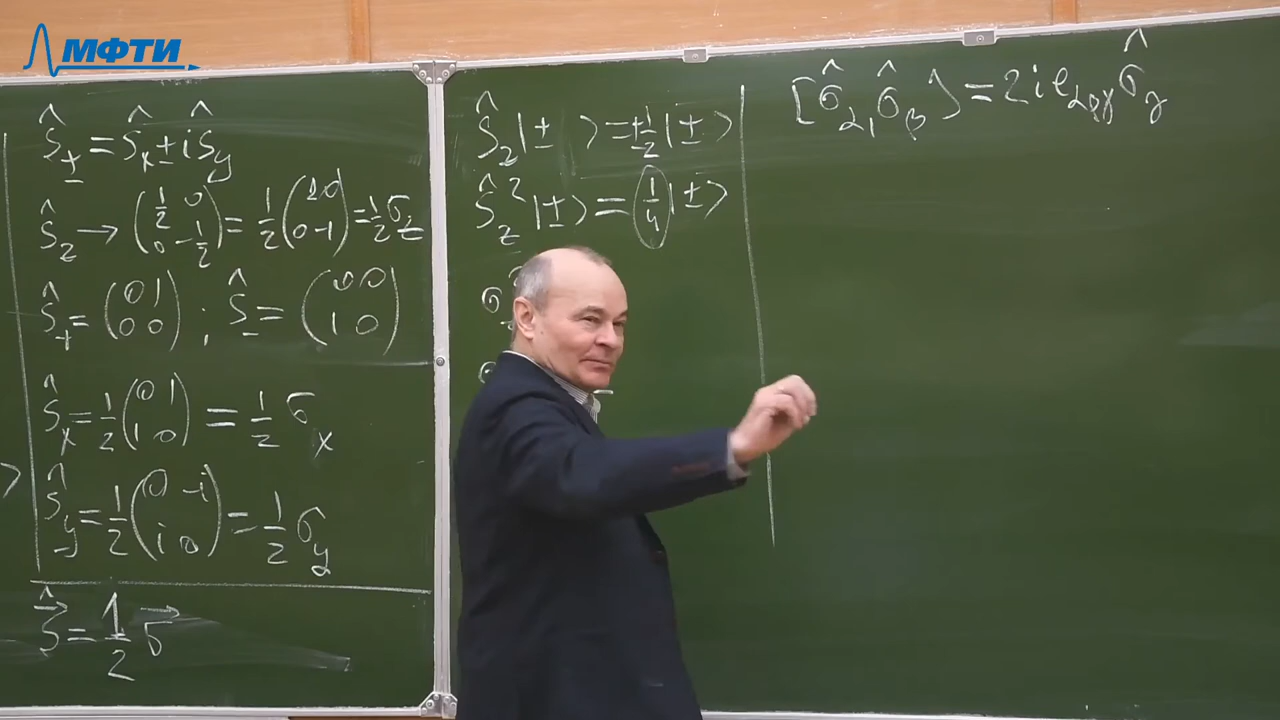 МФТИ
Ŝ± = Ŝx ± iŜy
Ŝz → (1/2 0; 0 -1/2) = 1/2 (1 0; 0 -1) = 1/2 σz
Ŝ+ = (0 1; 0 0) ; Ŝ- = (0 0; 1 0)
Ŝx = 1/2 (0 1; 1 0) = 1/2 σx
Ŝy = 1/2 (0 -i; i 0) = 1/2 σy
Ŝ⃗ = 1/2 σ⃗
Ŝz |± > = ± 1/2 |± >
Ŝz² |±> = 1/4 |±>
[σ̂α, σ̂β] = 2i eαβγ σ̂γ